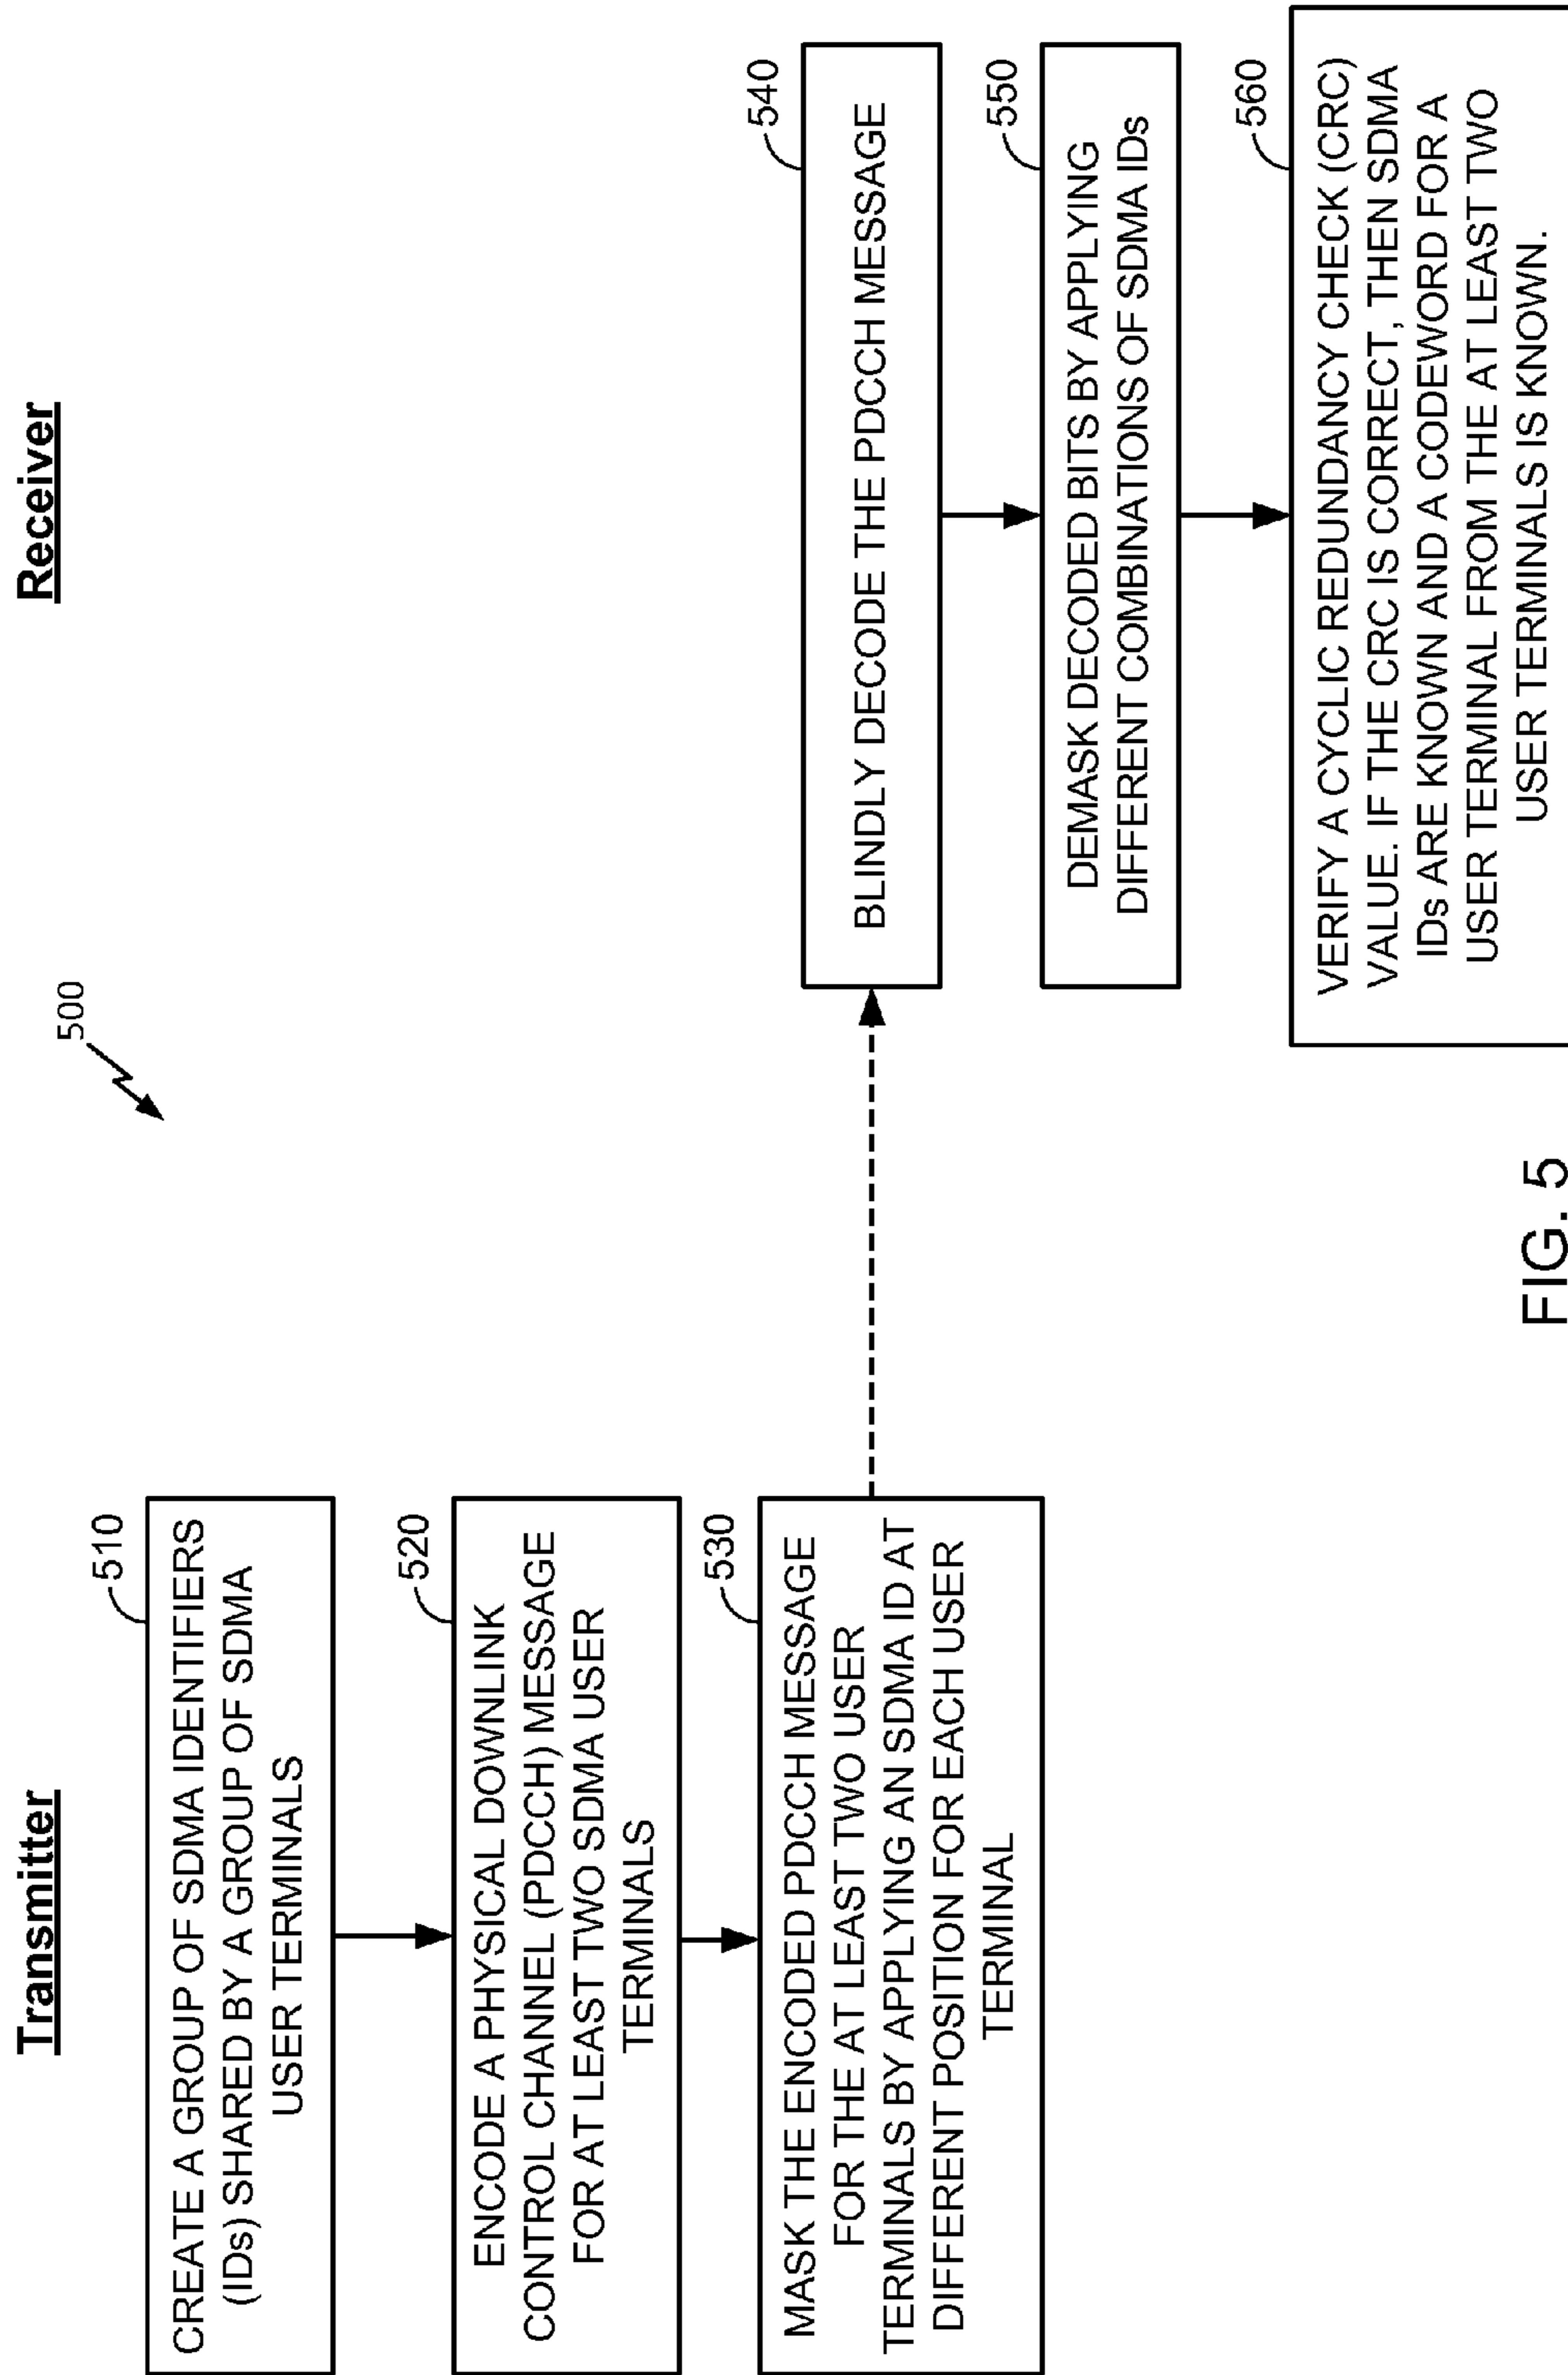 500
Transmitter
510
CREATE A GROUP OF SDMA IDENTIFIERS
(IDs) SHARED BY A GROUP OF SDMA
USER TERMINALS
520
ENCODE A PHYSICAL DOWNLINK
CONTROL CHANNEL (PDCCH) MESSAGE
FOR AT LEAST TWO SDMA USER
TERMINALS
530
MASK THE ENCODED PDCCH MESSAGE
FOR THE AT LEAST TWO USER
TERMINALS BY APPLYING AN SDMA ID AT
DIFFERENT POSITION FOR EACH USER
TERMINAL
Receiver
540
BLINDLY DECODE THE PDCCH MESSAGE
550
DEMASK DECODED BITS BY APPLYING
DIFFERENT COMBINATIONS OF SDMA IDs
560
VERIFY A CYCLIC REDUNDANCY CHECK (CRC)
VALUE. IF THE CRC IS CORRECT, THEN SDMA
IDs ARE KNOWN AND A CODEWORD FOR A
USER TERMINAL FROM THE AT LEAST TWO
USER TERMINALS IS KNOWN.
FIG. 5